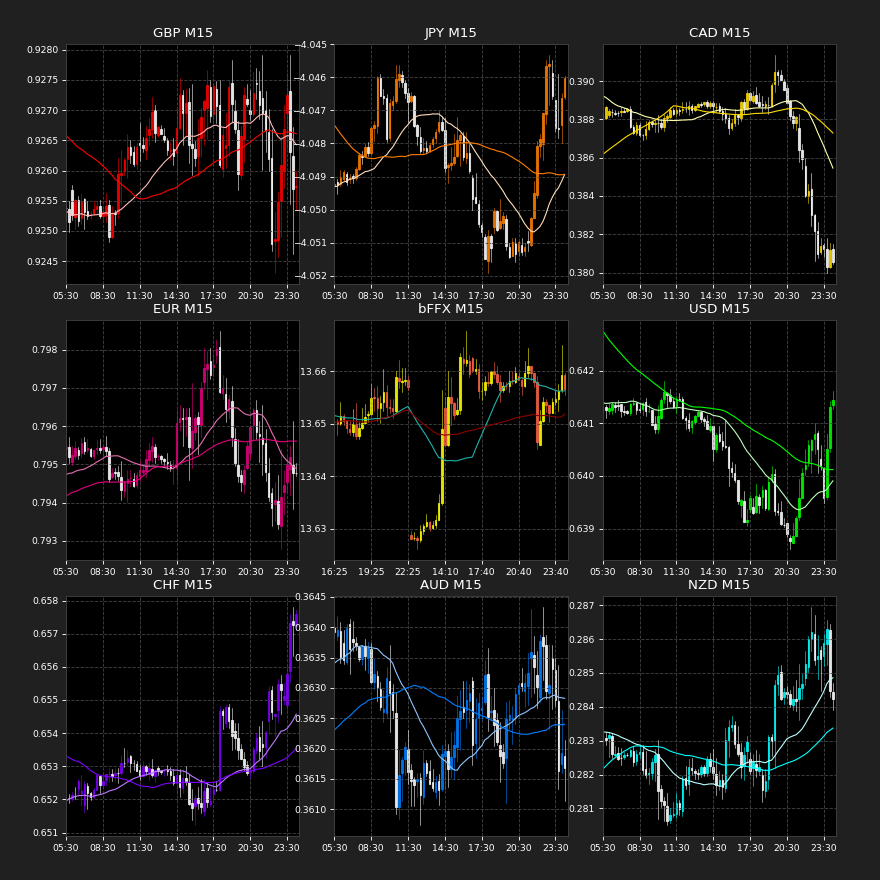 GBP M15 JPY M15 CAD M15
0.9280 0.9275 0.9270 0.9265 0.9260 0.9255 0.9250 0.9245
−4.045 −4.046 −4.047 −4.048 −4.049 −4.050 −4.051 −4.052
0.390 0.388 0.386 0.384 0.382 0.380
05:30 08:30 11:30 14:30 17:30 20:30 23:30 05:30 08:30 11:30 14:30 17:30 20:30 23:30 05:30 08:30 11:30 14:30 17:30 20:30 23:30
EUR M15 bFFX M15 USD M15
0.798 0.797 0.796 0.795 0.794 0.793
13.66 13.65 13.64 13.63
0.642 0.641 0.640 0.639
05:30 08:30 11:30 14:30 17:30 20:30 23:30 16:25 19:25 22:25 14:10 17:40 20:40 23:40 05:30 08:30 11:30 14:30 17:30 20:30 23:30
CHF M15 AUD M15 NZD M15
0.658 0.657 0.656 0.655 0.654 0.653 0.652 0.651
0.3645 0.3640 0.3635 0.3630 0.3625 0.3620 0.3615 0.3610
0.287 0.286 0.285 0.284 0.283 0.282 0.281
05:30 08:30 11:30 14:30 17:30 20:30 23:30 05:30 08:30 11:30 14:30 17:30 20:30 23:30 05:30 08:30 11:30 14:30 17:30 20:30 23:30